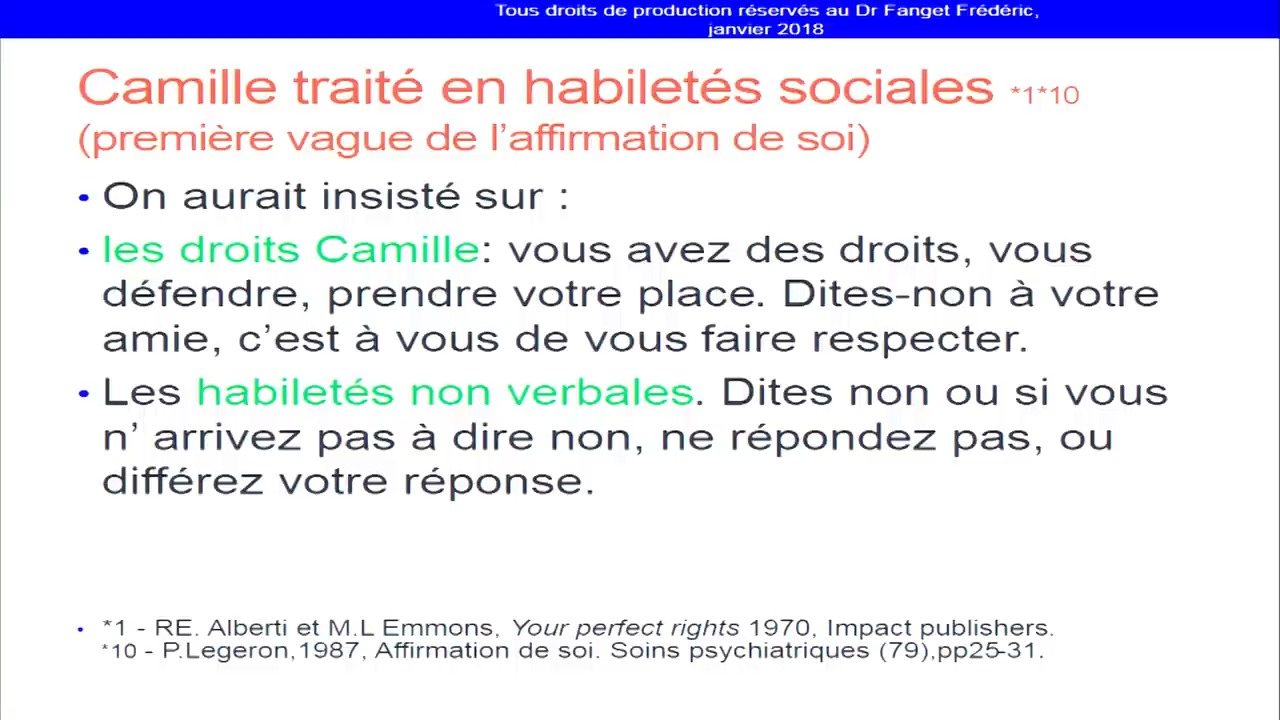 Tous droits de production réservés au Dr Fanget Frédéric,
janvier 2018
Camille traité en habiletés sociales *1*10
(première vague de l’affirmation de soi)
• On aurait insisté sur :
• les droits Camille: vous avez des droits, vous
défendre, prendre votre place. Dites-non à votre
amie, c’est à vous de vous faire respecter.
• Les habiletés non verbales. Dites non ou si vous
n’ arrivez pas à dire non, ne répondez pas, ou
différez votre réponse.
• *1 - RE. Alberti et M.L Emmons, Your perfect rights 1970, Impact publishers.
*10 - P.Legeron,1987, Affirmation de soi. Soins psychiatriques (79),pp25-31.